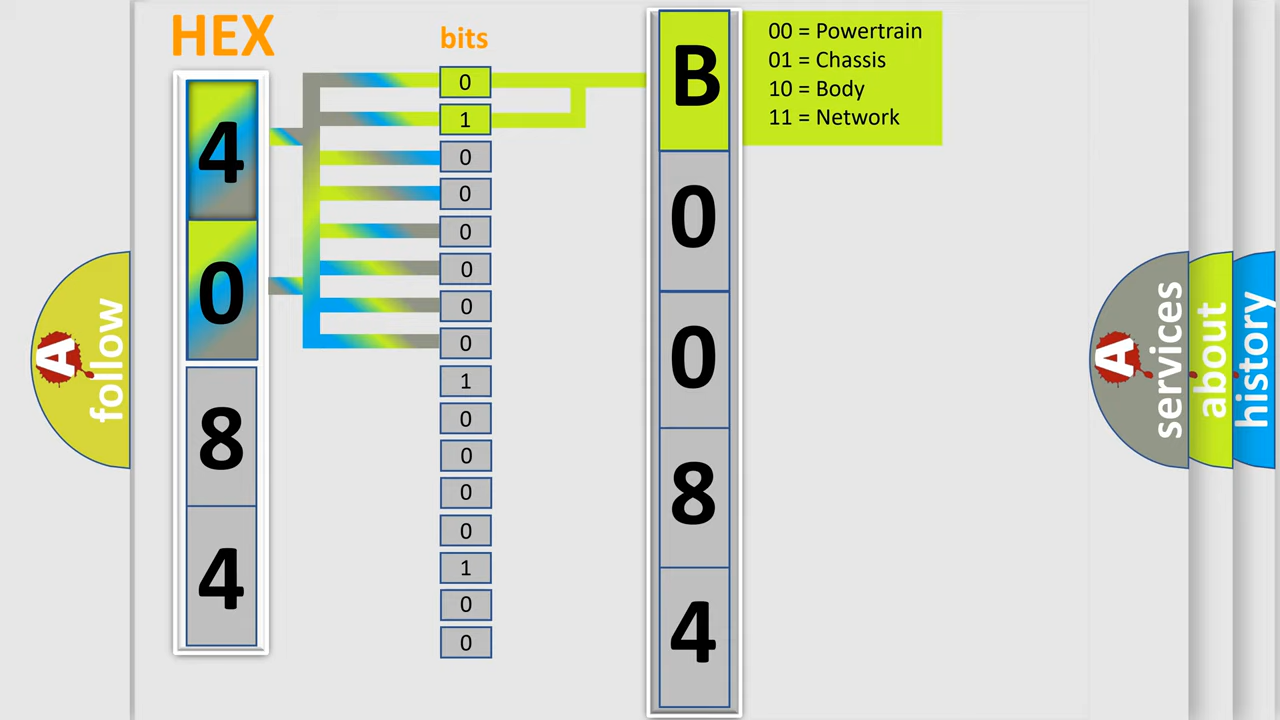 HEX
bits
4
0
8
4
0
1
0
0
0
0
0
0
1
0
0
0
0
1
0
0
B
0
0
8
4
00 = Powertrain
01 = Chassis
10 = Body
11 = Network
A
follow
A
services
about
history